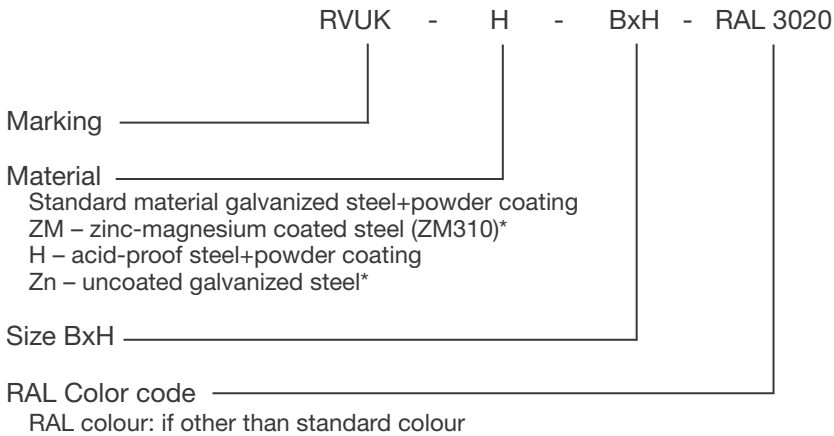 RVUK - H - BxH - RAL 3020
Marking
Material
Standard material galvanized steel+powder coating
ZM – zinc-magnesium coated steel (ZM310)*
H – acid-proof steel+powder coating
Zn – uncoated galvanized steel*
Size BxH
RAL Color code
RAL colour: if other than standard colour